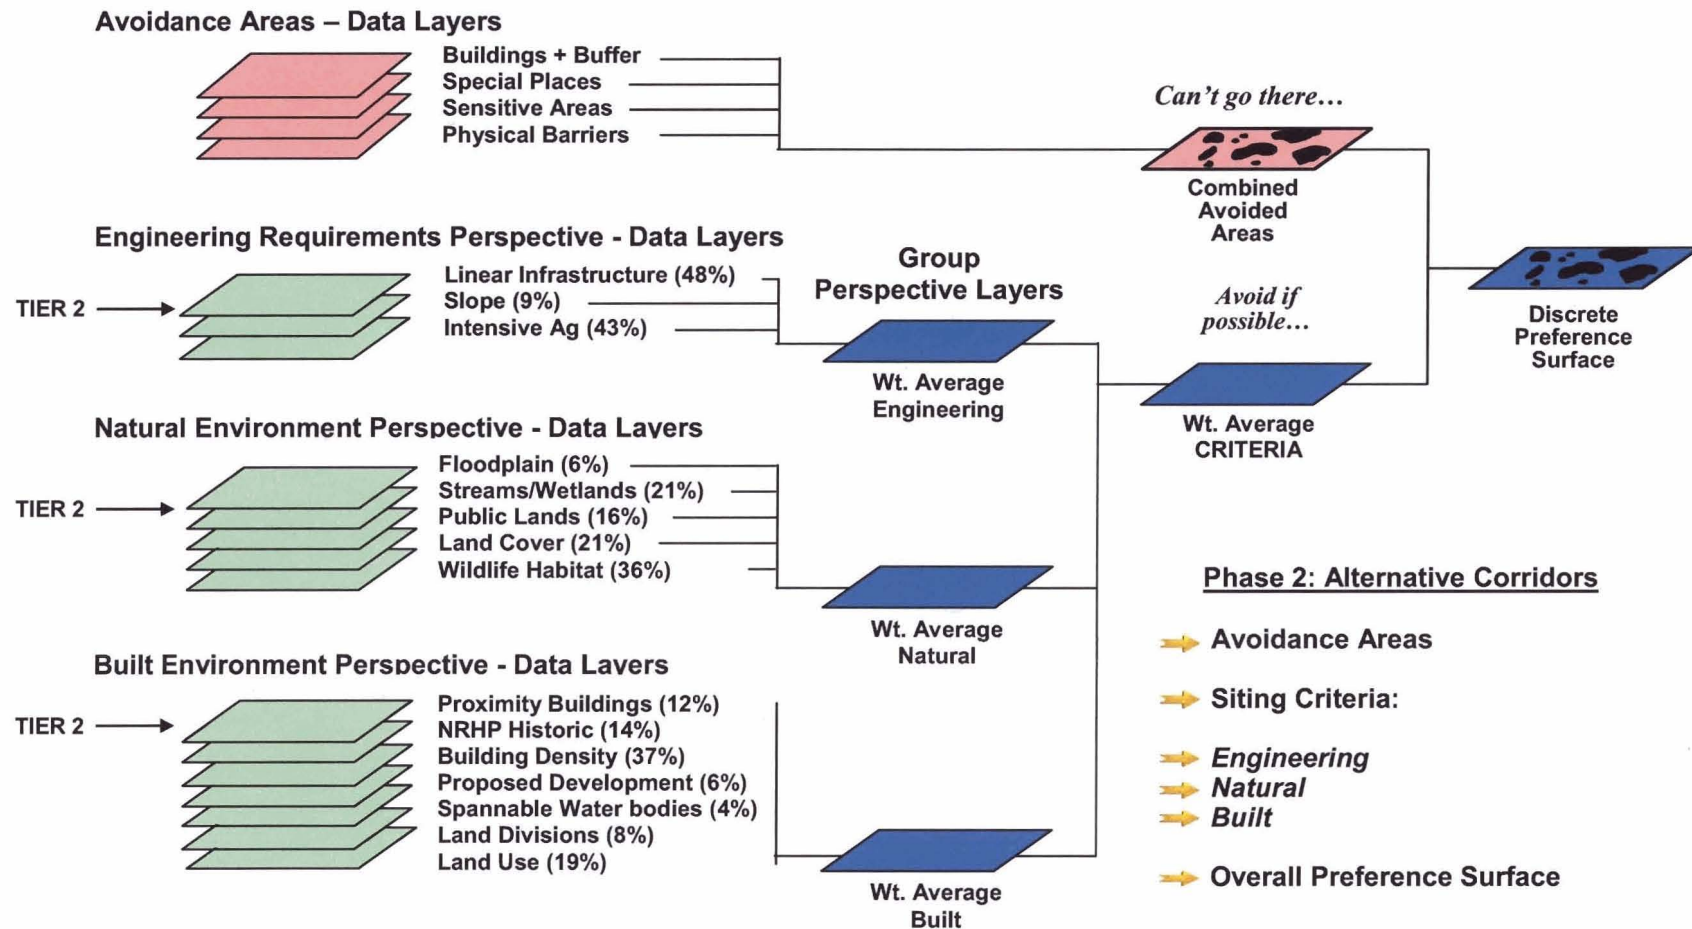 Avoidance Areas – Data Layers
Buildings + Buffer
Special Places
Sensitive Areas
Physical Barriers
Can't go there…
Combined
Avoided
Areas
Engineering Requirements Perspective - Data Layers
TIER 2
Linear Infrastructure (48%)
Slope (9%)
Intensive Ag (43%)
Group
Perspective Layers
Wt. Average
Engineering
Avoid if
possible…
Wt. Average
CRITERIA
Discrete
Preference
Surface
Natural Environment Perspective - Data Layers
TIER 2
Floodplain (6%)
Streams/Wetlands (21%)
Public Lands (16%)
Land Cover (21%)
Wildlife Habitat (36%)
Wt. Average
Natural
Built Environment Perspective - Data Layers
TIER 2
Proximity Buildings (12%)
NRHP Historic (14%)
Building Density (37%)
Proposed Development (6%)
Spannable Water bodies (4%)
Land Divisions (8%)
Land Use (19%)
Wt. Average
Built
Phase 2: Alternative Corridors
Avoidance Areas
Siting Criteria:
Engineering
Natural
Built
Overall Preference Surface